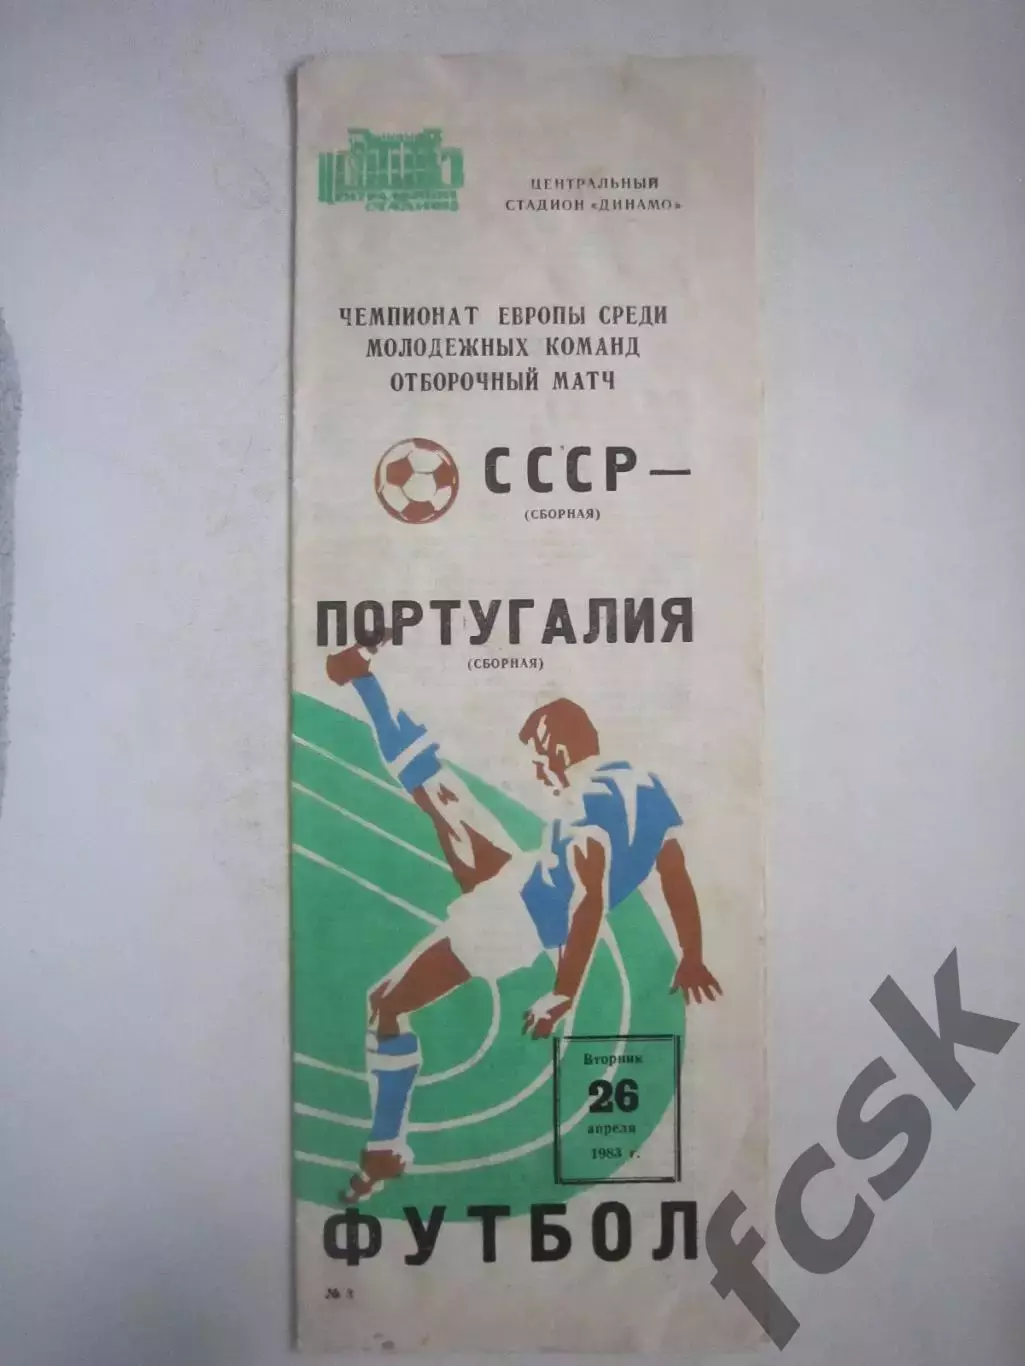 ЦЕНТРАЛЬНЫЙ
СТАДИОН «ДИНАМО»
ЧЕМПИОНАТ ЕВРОПЫ СРЕДИ
МОЛОДЕЖНЫХ КОМАНД
ОТБОРОЧНЫЙ МАТЧ
СССР—
(СБОРНАЯ)
ПОРТУГАЛИЯ
(СБОРНАЯ)
Вторник
26
апреля
1983 г.
ФУТБОЛ
fcsk